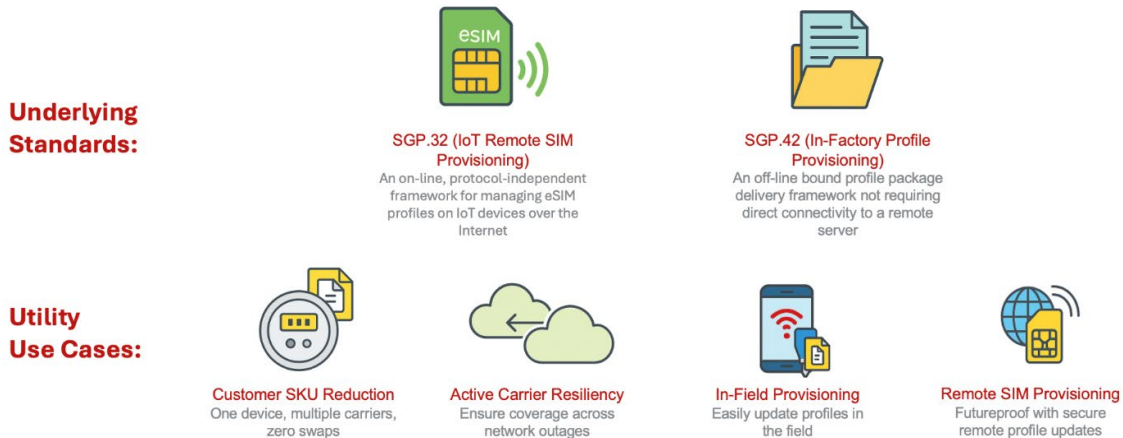 Underlying
Standards:
eSIM
SGP.32 (IoT Remote SIM
Provisioning)
An on-line, protocol-independent
framework for managing eSIM
profiles on IoT devices over the
Internet
SGP.42 (In-Factory Profile
Provisioning)
An off-line bound profile package
delivery framework not requiring
direct connectivity to a remote
server
Utility
Use Cases:
Customer SKU Reduction
One device, multiple carriers,
zero swaps
Active Carrier Resiliency
Ensure coverage across
network outages
In-Field Provisioning
Easily update profiles in
the field
Remote SIM Provisioning
Futureproof with secure
remote profile updates